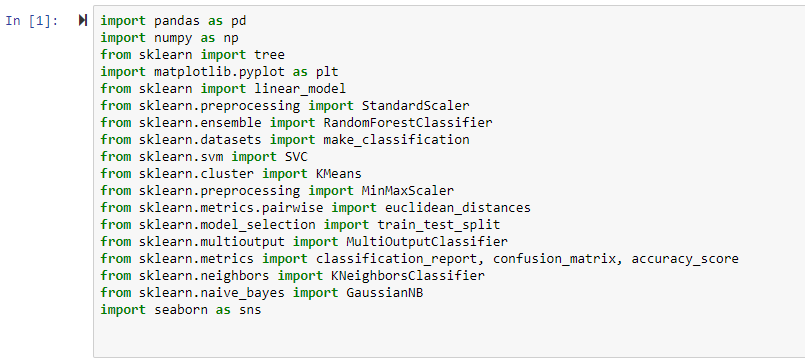 In [1]:
import pandas as pd
import numpy as np
from sklearn import tree
import matplotlib.pyplot as plt
from sklearn import linear_model
from sklearn.preprocessing import StandardScaler
from sklearn.ensemble import RandomForestClassifier
from sklearn.datasets import make_classification
from sklearn.svm import SVC
from sklearn.cluster import KMeans
from sklearn.preprocessing import MinMaxScaler
from sklearn.metrics.pairwise import euclidean_distances
from sklearn.model_selection import train_test_split
from sklearn.multioutput import MultiOutputClassifier
from sklearn.metrics import classification_report, confusion_matrix, accuracy_score
from sklearn.neighbors import KNeighborsClassifier
from sklearn.naive_bayes import GaussianNB
import seaborn as sns